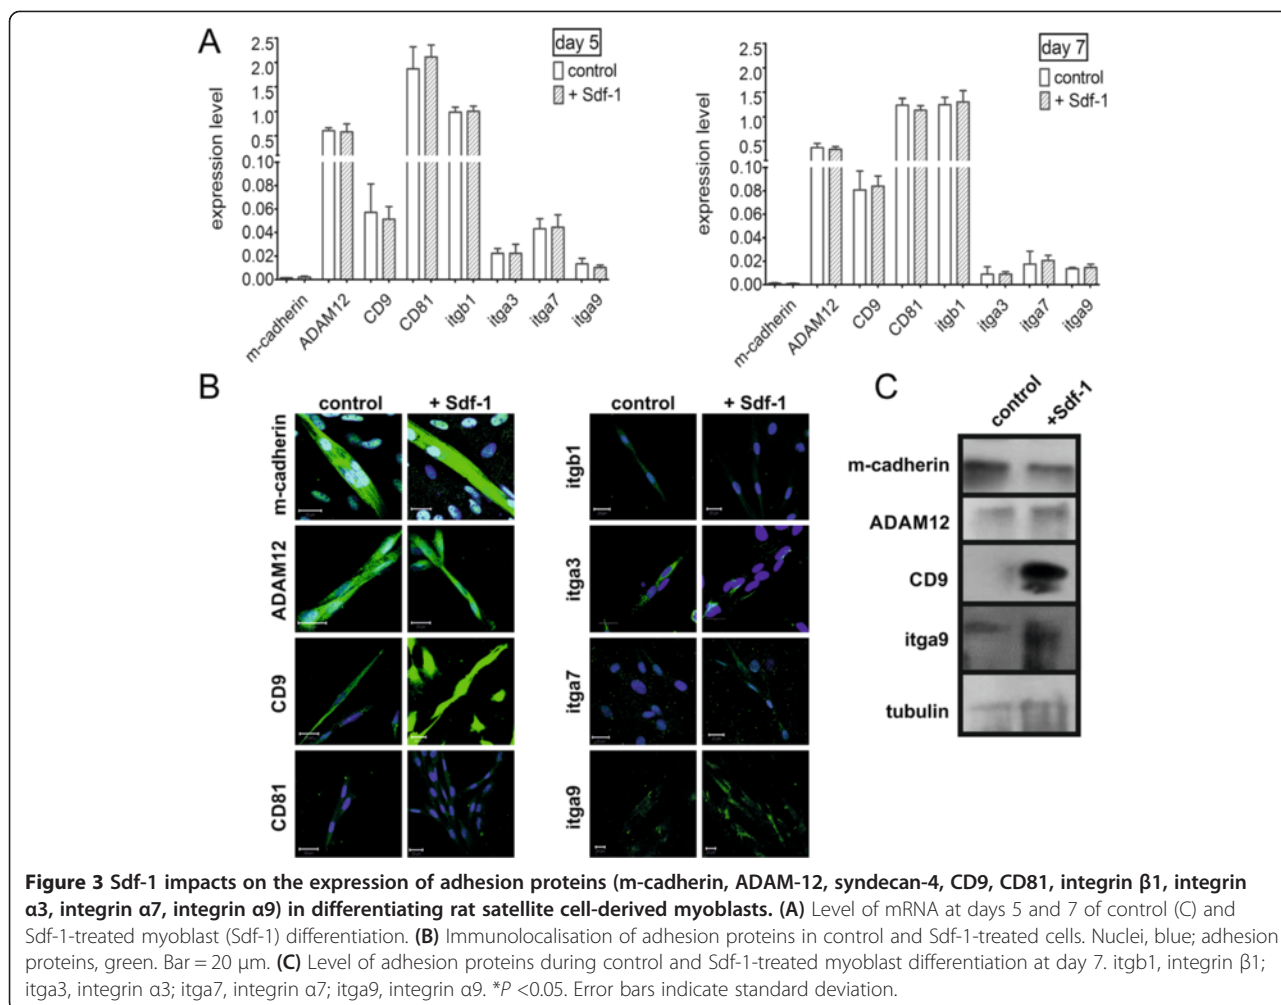 A
day 5
control
+ Sdf-1
expression level
2.5
2.0
1.5
1.0
0.5
0.10
0.08
0.06
0.04
0.02
0.00
m-cadherin
ADAM12
CD9
CD81
itgb1
itga3
itga7
itga9
day 7
control
+ Sdf-1
expression level
2.5
2.0
1.5
1.0
0.5
0.10
0.08
0.06
0.04
0.02
0.00
m-cadherin
ADAM12
CD9
CD81
itgb1
itga3
itga7
itga9
B
control + Sdf-1
m-cadherin
ADAM12
CD9
CD81
control + Sdf-1
itgb1
itga3
itga7
itga9
C
control +Sdf-1
m-cadherin
ADAM12
CD9
itga9
tubulin
Figure 3 Sdf-1 impacts on the expression of adhesion proteins (m-cadherin, ADAM-12, syndecan-4, CD9, CD81, integrin β1, integrin
α3, integrin α7, integrin α9) in differentiating rat satellite cell-derived myoblasts. (A) Level of mRNA at days 5 and 7 of control (C) and
Sdf-1-treated myoblast (Sdf-1) differentiation. (B) Immunolocalisation of adhesion proteins in control and Sdf-1-treated cells. Nuclei, blue; adhesion
proteins, green. Bar = 20 μm. (C) Level of adhesion proteins during control and Sdf-1-treated myoblast differentiation at day 7. itgb1, integrin β1;
itga3, integrin α3; itga7, integrin α7; itga9, integrin α9. *P <0.05. Error bars indicate standard deviation.